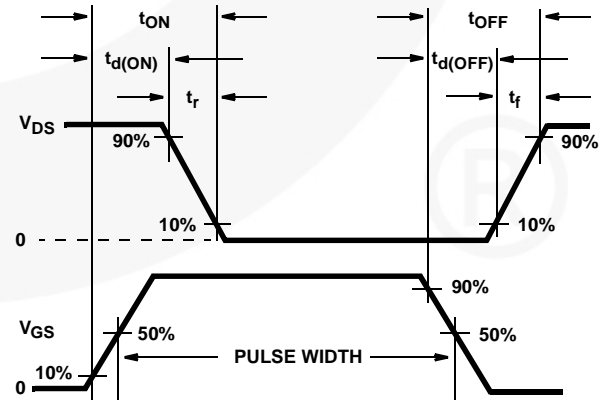 tON
tOFF
td(ON)
td(OFF)
tr
tf
VDS
90%
90%
10%
10%
0
VGS
90%
50%
50%
10%
PULSE WIDTH
0
R